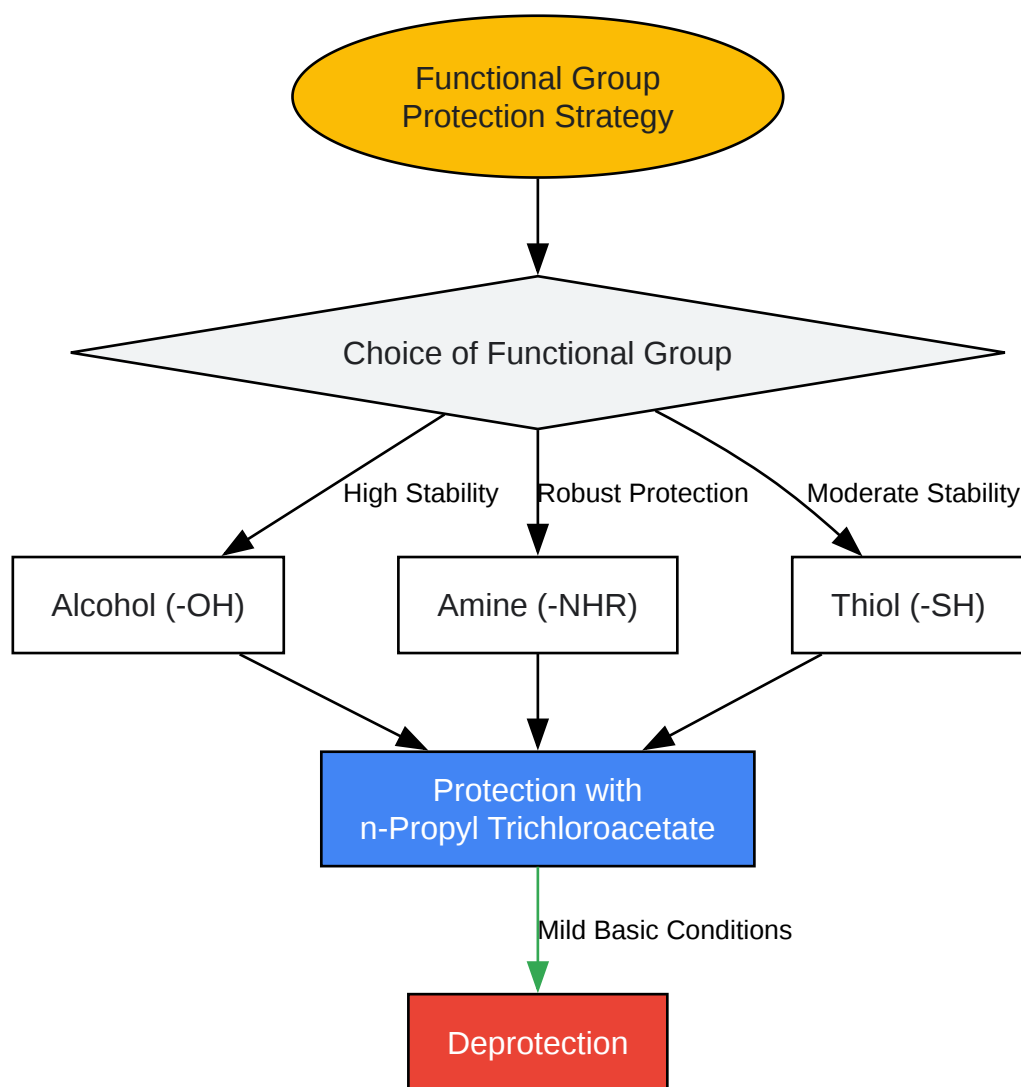 Functional Group
Protection Strategy
Choice of Functional Group
High Stability
Robust Protection
Moderate Stability
Alcohol (-OH)
Amine (-NHR)
Thiol (-SH)
Protection with
n-Propyl Trichloroacetate
Mild Basic Conditions
Deprotection